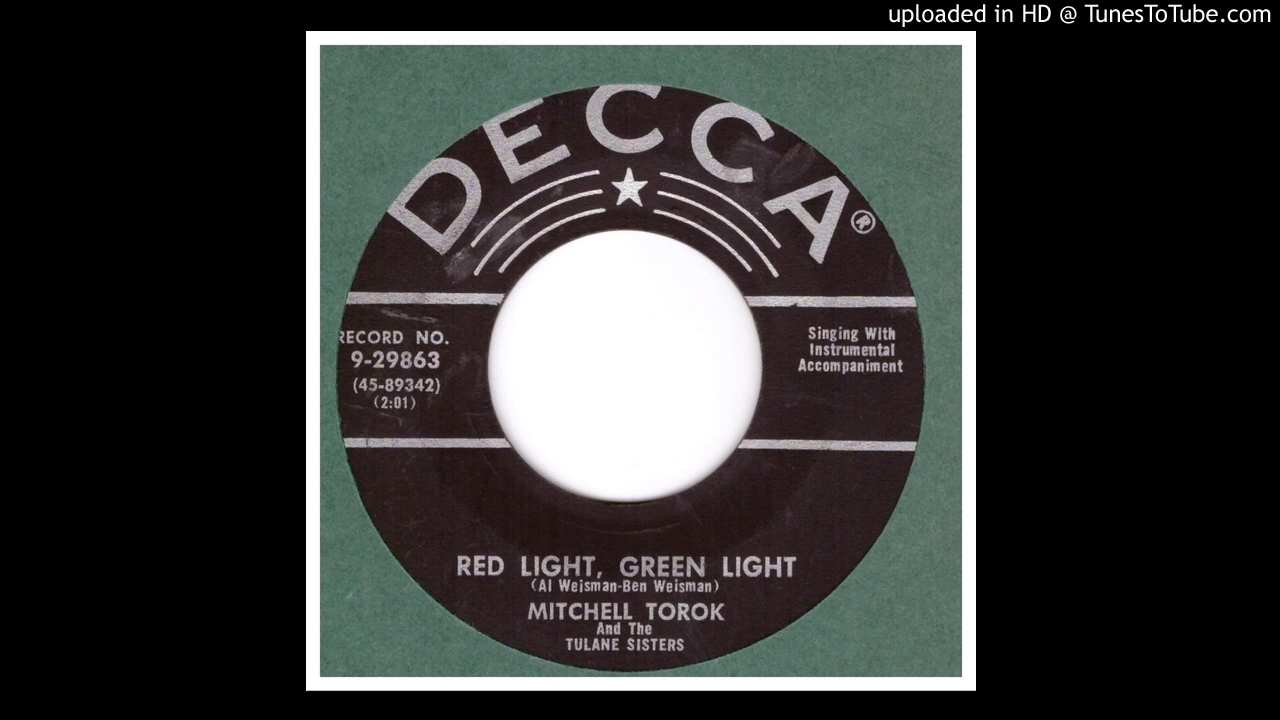 uploaded in HD @ TunesToTube.com
DECCA®
RECORD NO.
9-29863
(45-89342)
(2:01)
Singing With
Instrumental
Accompaniment
RED LIGHT, GREEN LIGHT
(Al Weisman-Ben Weisman)
MITCHELL TOROK
And The
TULANE SISTERS